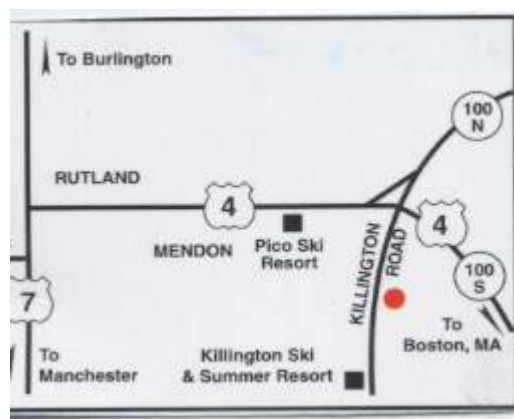 To Burlington
100
N
RUTLAND
4
MENDON
Pico Ski
Resort
KILLINGTON
ROAD
4
100
S
7
To
Boston, MA
To
Manchester
Killington Ski
& Summer Resort